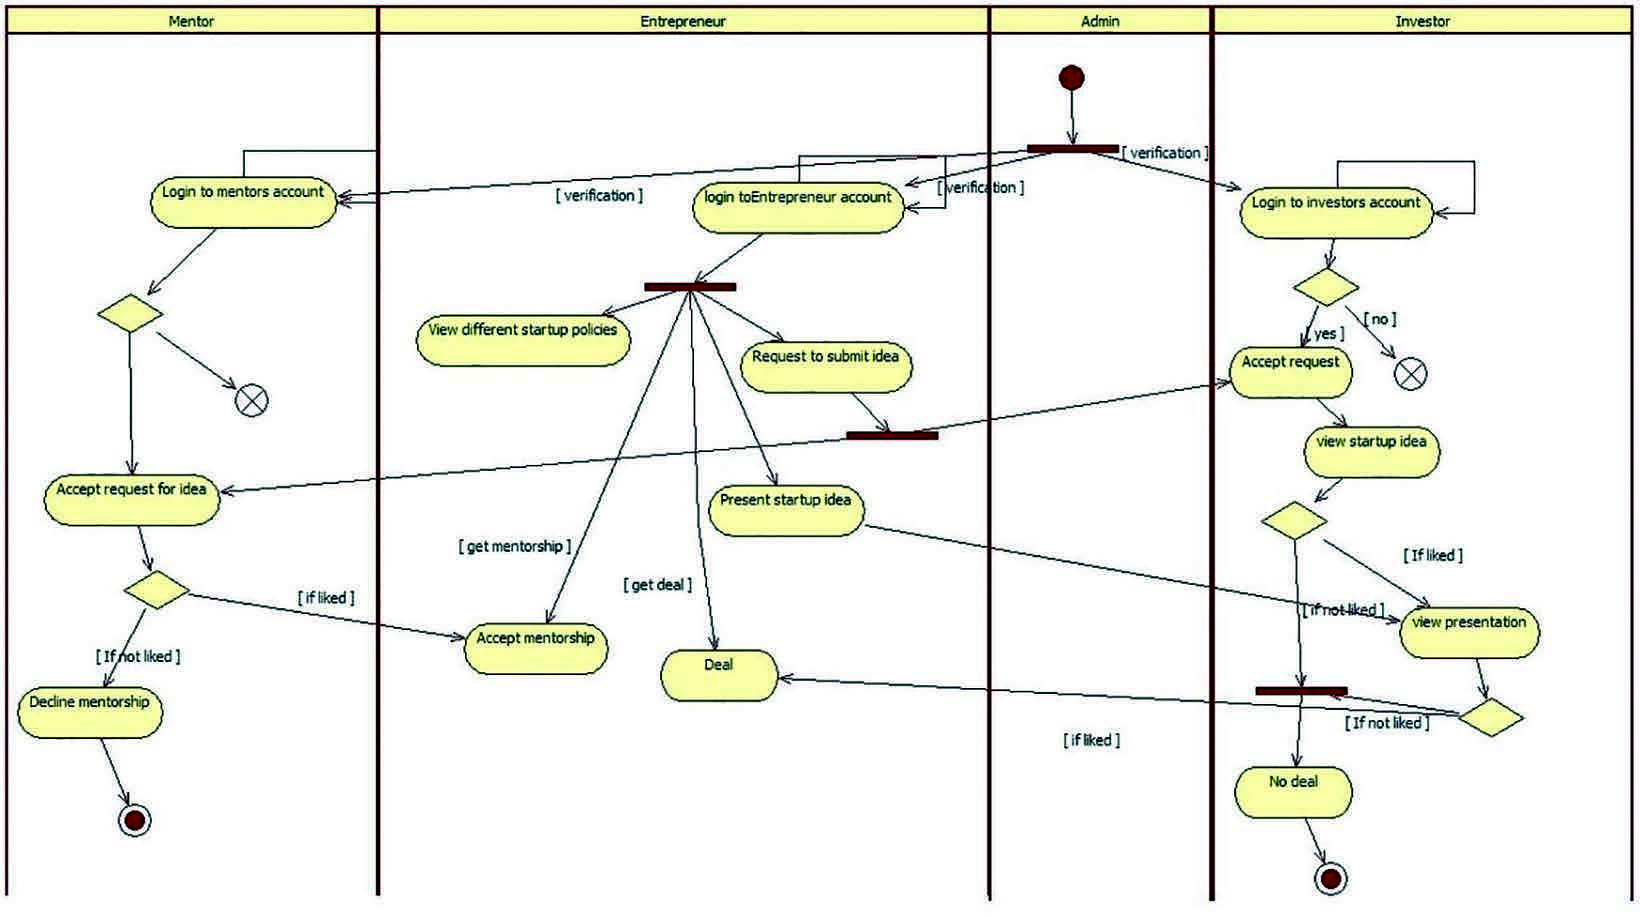 Mentor
Entrepreneur
Admin
Investor
[ verification ]
Login to mentors account
[ verification ]
login toEntrepreneur account
[ verification ]
Login to investors account
[ no ]
yes ]
View different startup policies
Request to submit idea
Accept request
view startup idea
Accept request for idea
Present startup idea
[ get mentorship ]
[ If liked ]
[ get deal ]
[ if liked ]
[ if not liked ]
view presentation
Accept mentorship
[ If not liked ]
Deal
Decline mentorship
[ If not liked ]
[ if liked ]
No deal